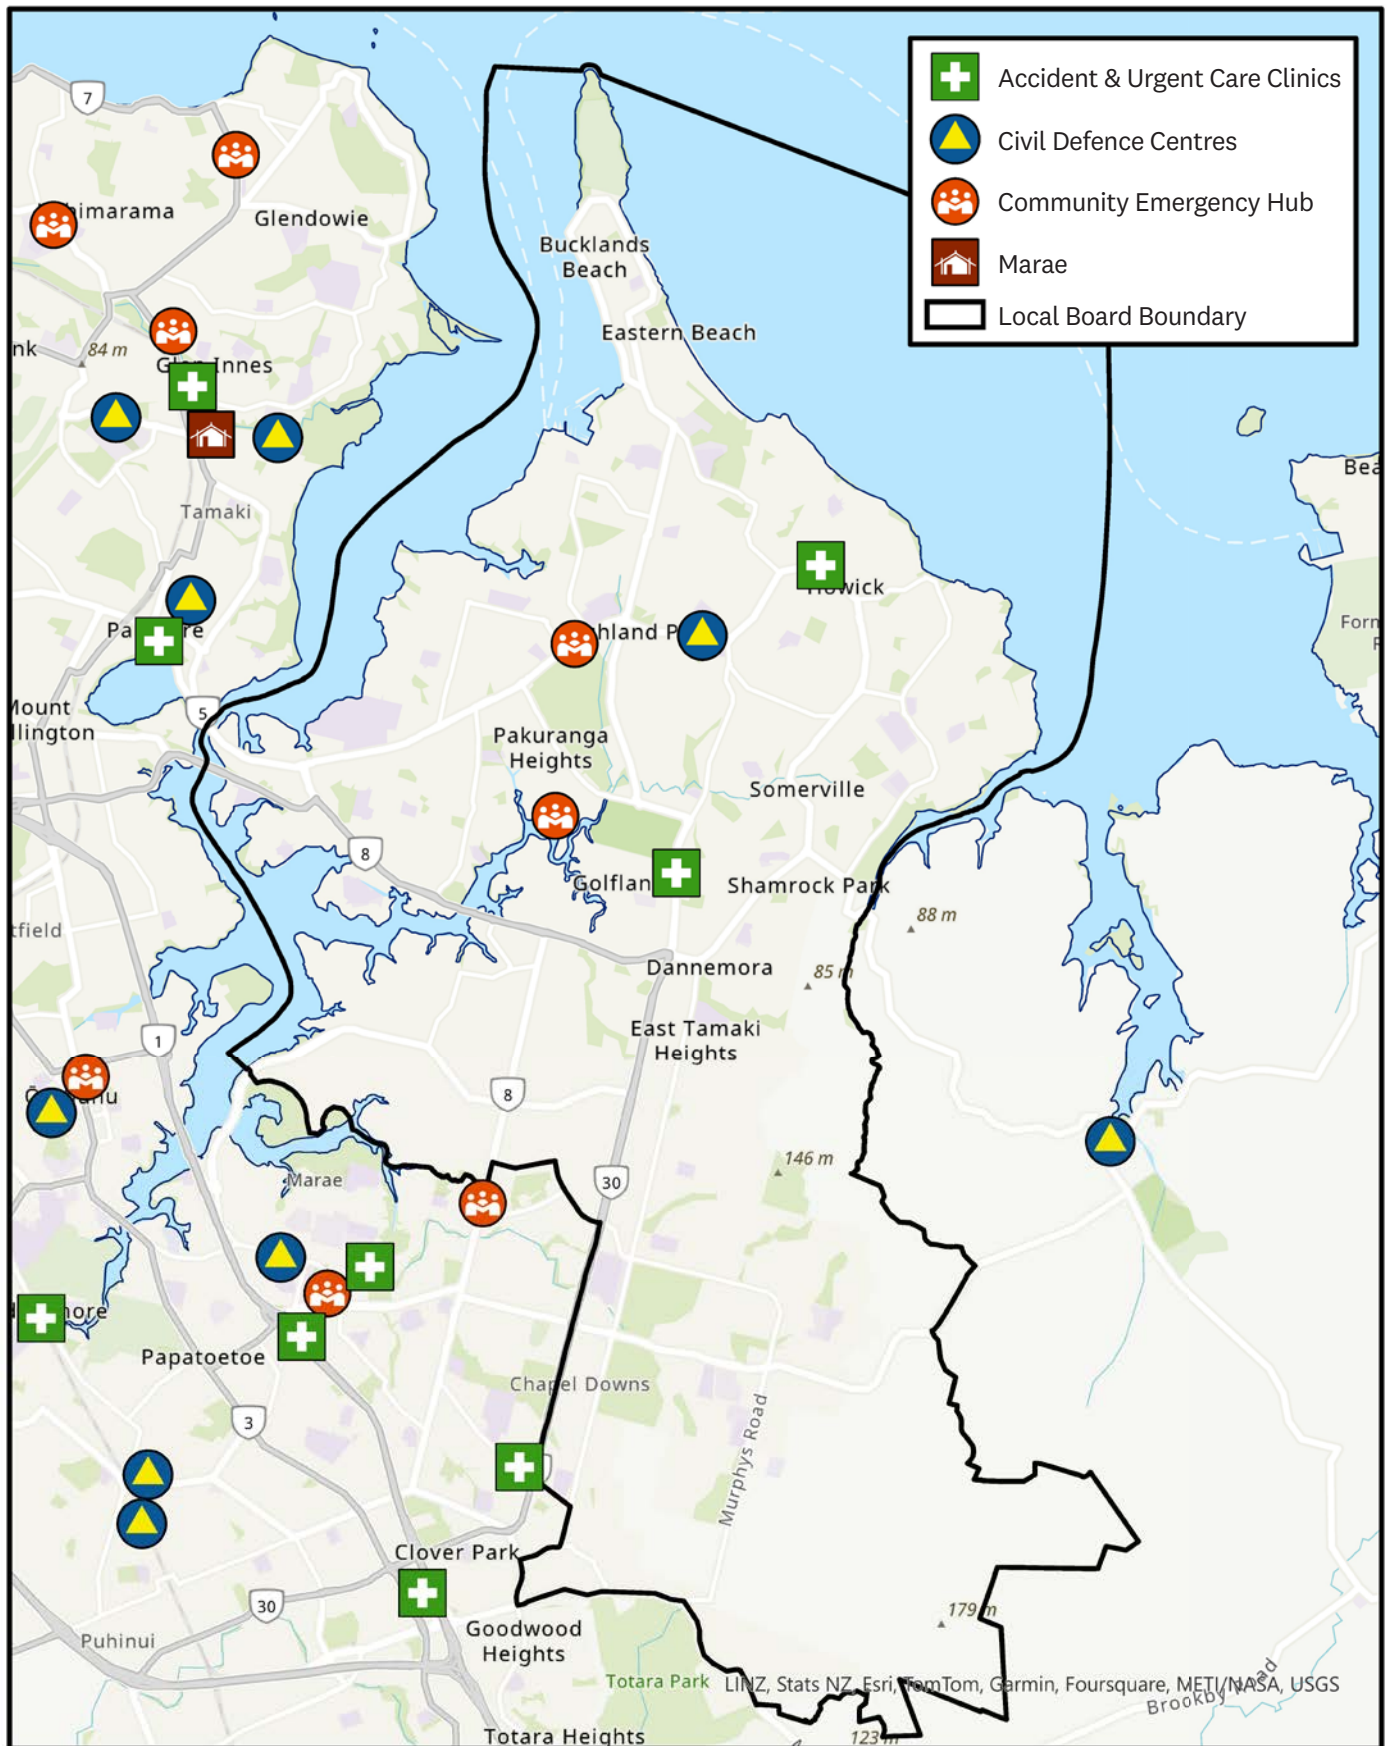 Accident & Urgent Care Clinics
Civil Defence Centres
Community Emergency Hub
Marae
Local Board Boundary
7
Glendowie
Bucklands
Beach
Eastern Beach
84 m
Tamaki
5
Mount
Pakuranga
Heights
Somerville
8
Shamrock Park
88 m
85 m
Dannemora
East Tamaki
Heights
1
8
Marae
146 m
30
Papatoetoe
Chapel Downs
3
Murphys Road
Clover Park
30
Puhinui
Goodwood
Heights
179 m
Totara Park
LINZ, Stats NZ, Esri, TomTom, Garmin, Foursquare, METI/NASA, USGS
Brookby Road
Totara Heights
123 m